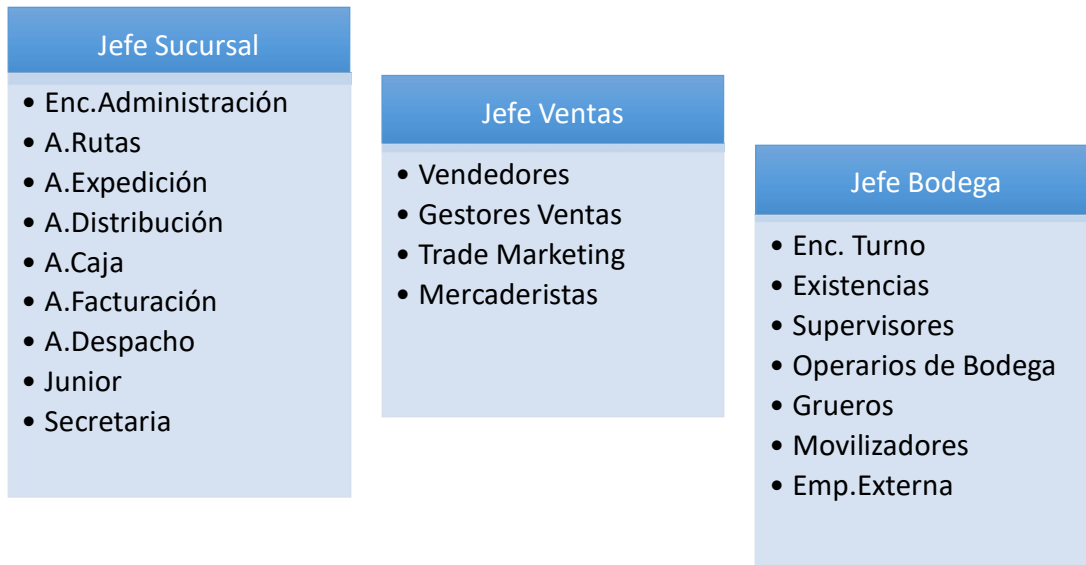 Jefe Sucursal
• Enc.Administración
• A.Rutas
• A.Expedición
• A.Distribución
• A.Caja
• A.Facturación
• A.Despacho
• Junior
• Secretaria
Jefe Ventas
• Vendedores
• Gestores Ventas
• Trade Marketing
• Mercaderistas
Jefe Bodega
• Enc. Turno
• Existencias
• Supervisores
• Operarios de Bodega
• Grueros
• Movilizadores
• Emp.Externa